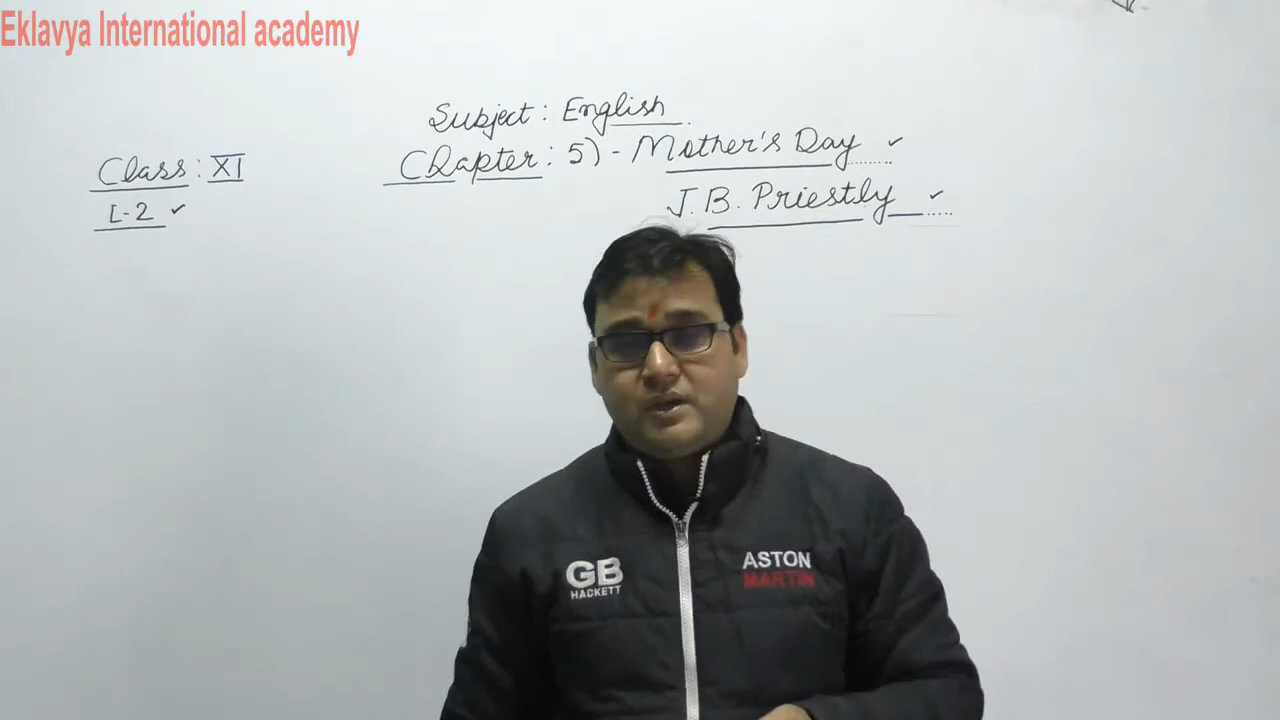 Eklavya International academy
Subject: English
Class: XI
Chapter: 5) - Mother's Day
L-2
J.B. Priestly
GB
HACKETT
ASTON
MARTIN